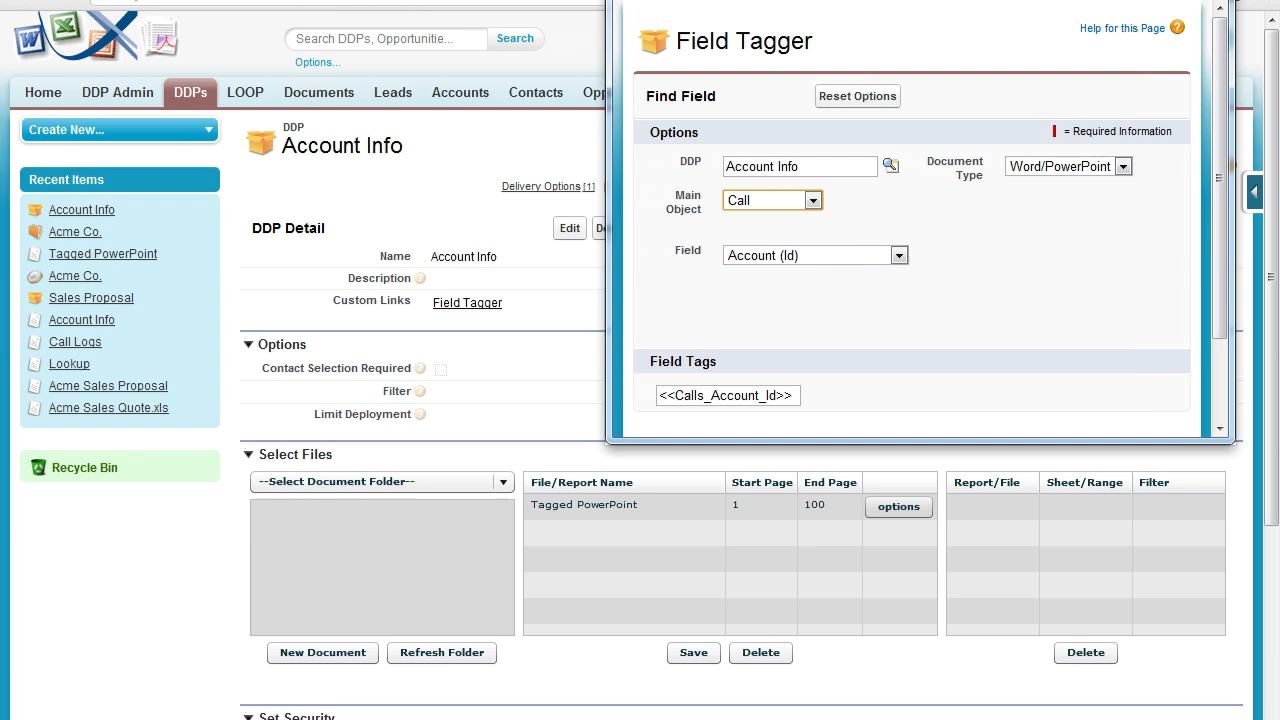 Search DDPs, Opportunitie...
Search
Options...
Home
DDP Admin
DDPs
LOOP
Documents
Leads
Accounts
Contacts
Opp
Create New...
Recent Items
Account Info
Acme Co.
Tagged PowerPoint
Acme Co.
Sales Proposal
Account Info
Call Logs
Lookup
Acme Sales Proposal
Acme Sales Quote.xls
Recycle Bin
DDP
Account Info
Delivery Options [1]
DDP Detail
Edit
De
Name
Account Info
Description
Custom Links
Field Tagger
Options
Contact Selection Required
Filter
Limit Deployment
Select Files
--Select Document Folder--
File/Report Name
Start Page
End Page
Tagged PowerPoint
1
100
options
Report/File
Sheet/Range
Filter
New Document
Refresh Folder
Save
Delete
Delete
Set Security
Field Tagger
Help for this Page
Find Field
Reset Options
Options
= Required Information
DDP
Account Info
Document
Type
Word/PowerPoint
Main
Object
Call
Field
Account (Id)
Field Tags
<<Calls_Account_Id>>